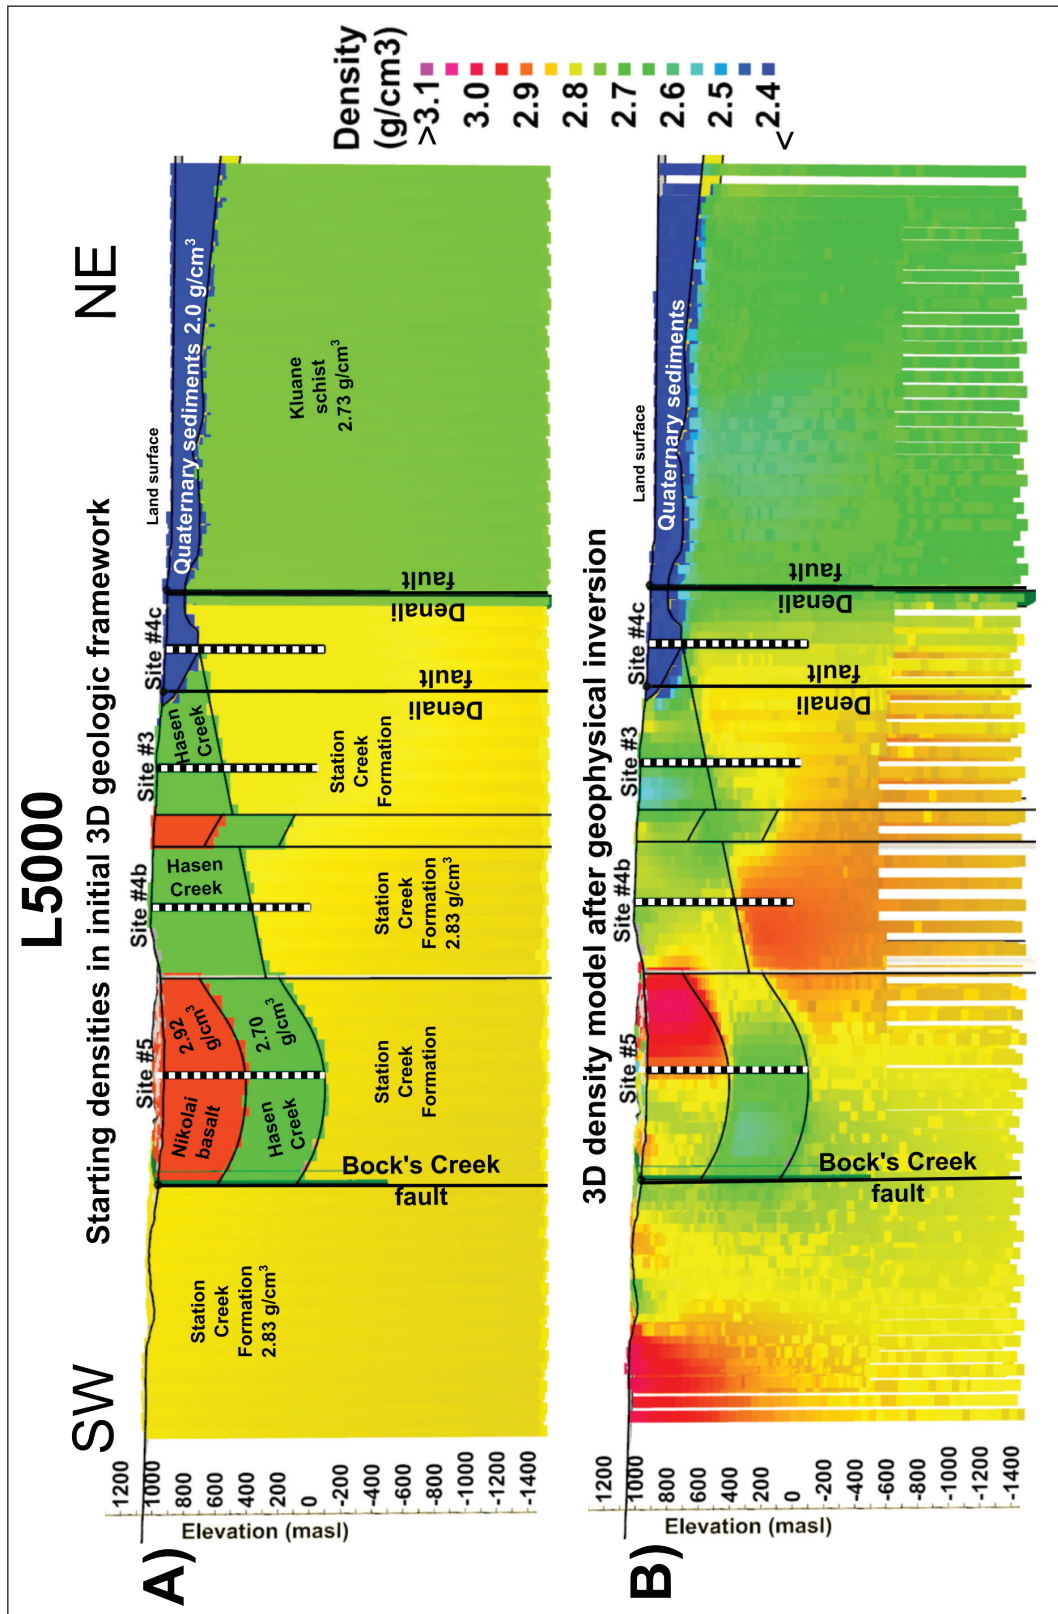 L5000
SW
NE
Starting densities in initial 3D geologic framework
A)
Elevation (masl)
1200
1000
800
600
400
200
0
-200
-400
-600
-800
-1000
-1200
-1400
Site #5
Site #4b
Site #3
Site #4c
Land surface
Station
Creek
Formation
2.83 g/cm³
Bock's Creek
fault
Nikolai
basalt
2.92
g/cm³
Hasen
Creek
2.70
g/cm³
Station
Creek
Formation
Hasen
Creek
Station
Creek
Formation
2.83 g/cm³
Hasen
Creek
Station
Creek
Formation
Denali
fault
Denali
fault
Quaternary sediments 2.0 g/cm³
Kluane
schist
2.73 g/cm³
Density
(g/cm3)
>3.1
3.0
2.9
2.8
2.7
2.6
2.5
2.4
<
3D density model after geophysical inversion
B)
Elevation (masl)
1200
1000
800
600
400
200
0
-200
-400
-600
-800
-1000
-1200
-1400
Site #5
Site #4b
Site #3
Site #4c
Land surface
Bock's Creek
fault
Denali
fault
Denali
fault
Quaternary sediments